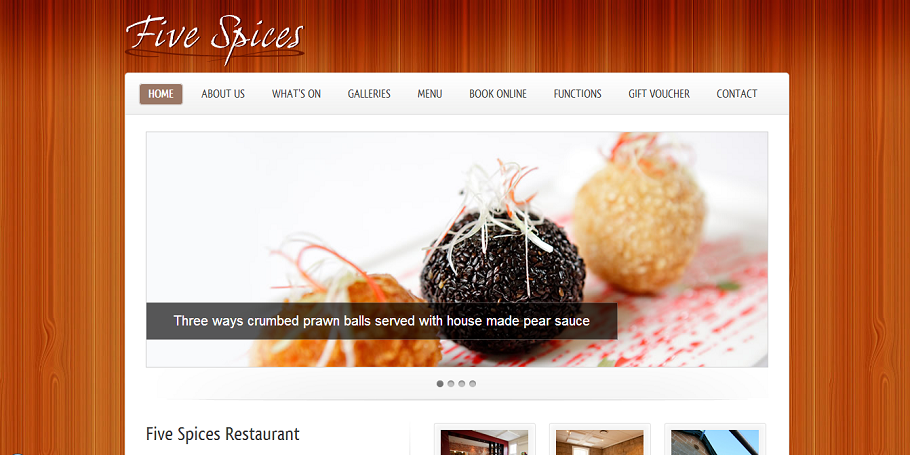 Five Spices
HOME ABOUT US WHAT'S ON GALLERIES MENU BOOK ONLINE FUNCTIONS GIFT VOUCHER CONTACT
Three ways crumbed prawn balls served with house made pear sauce
Five Spices Restaurant